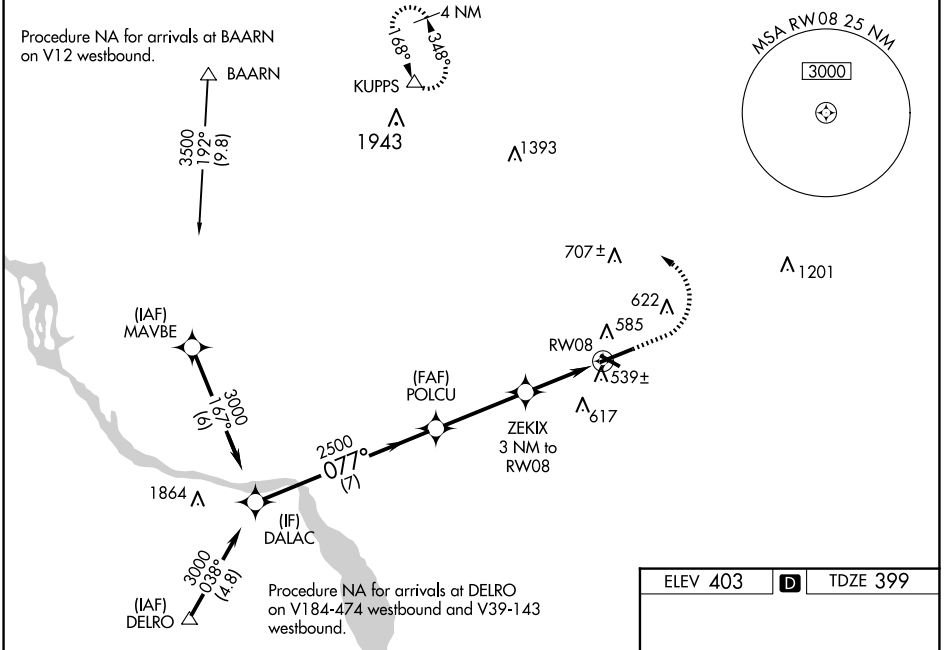 Procedure NA for arrivals at BAARN
on V12 westbound.
BAARN
3500
192°
(9.8)
4 NM
168°
348°
KUPPS
1943
1393
MSA RW08 25 NM
3000
707±
1201
622
585
RW08
539±
617
(IAF)
MAVBE
3000
167°
(6)
(FAF)
POLCU
ZEKIX
3 NM to
RW08
2500
077°
(7)
1864
(IF)
DALAC
3000
038°
(4.8)
(IAF)
DELRO
Procedure NA for arrivals at DELRO
on V184-474 westbound and V39-143
westbound.
ELEV 403 D TDZE 399